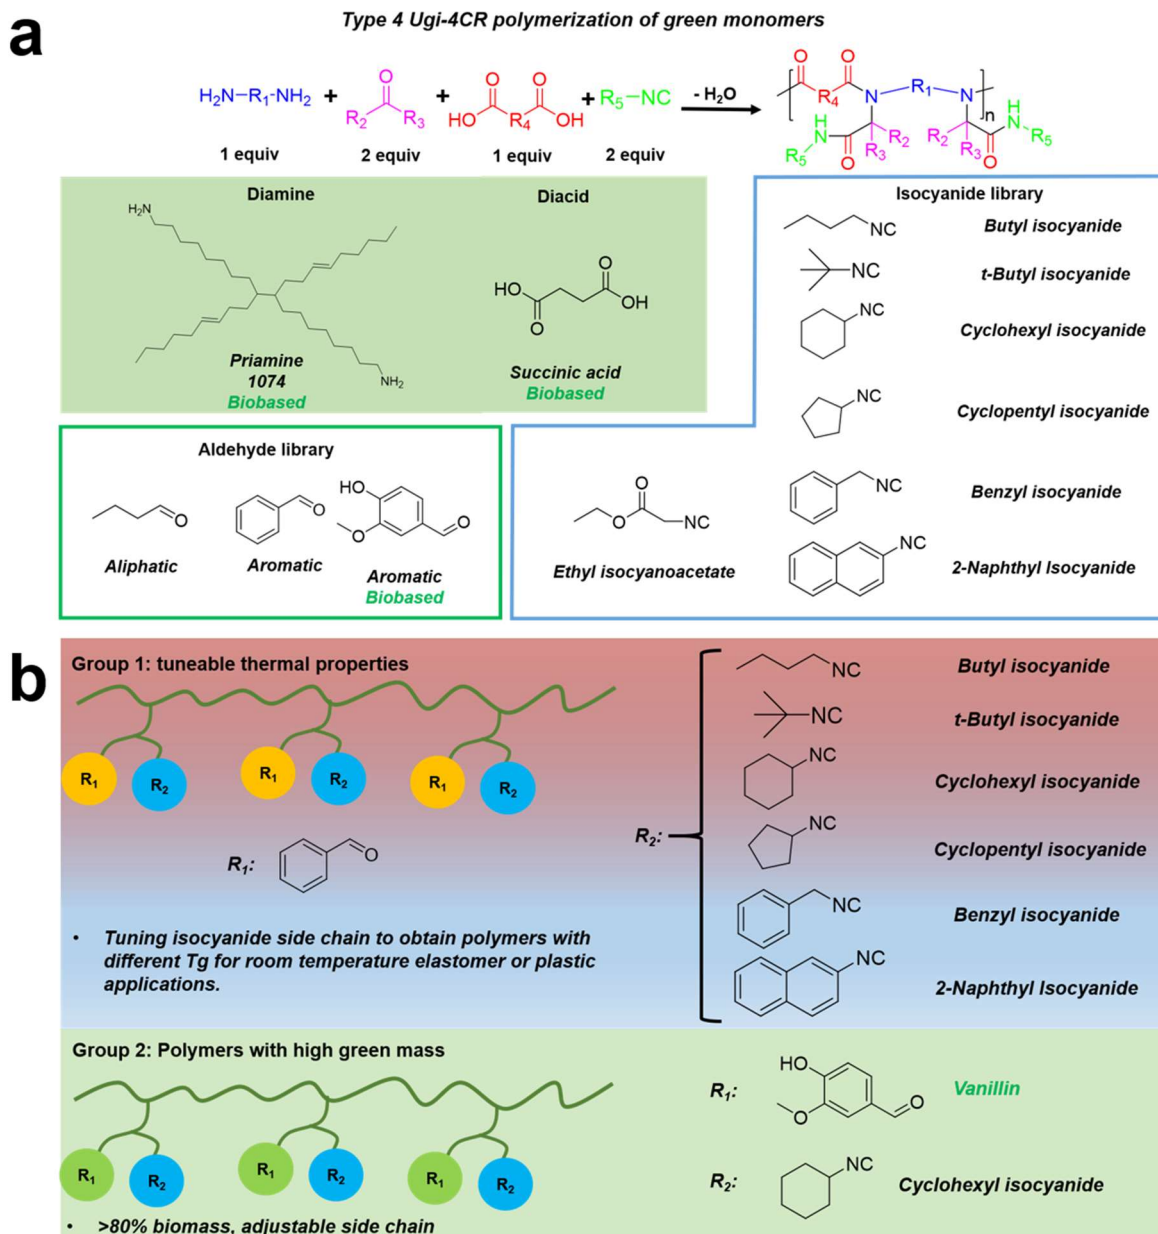 a
Type 4 Ugi-4CR polymerization of green monomers
H₂N-R₁-NH₂ + R₂ O R₃ + HO O R₄ O OH + R₅-NC - H₂O
1 equiv 2 equiv 1 equiv 2 equiv
O O R₄ N R₁ N n
H N R₅ O R₂ R₃ R₂ R₃ O H N R₅
Diamine
H₂N
NH₂
Priamine
1074
Biobased
Diacid
HO O O OH
Succinic acid
Biobased
Isocyanide library
NC Butyl isocyanide
NC t-Butyl isocyanide
NC Cyclohexyl isocyanide
NC Cyclopentyl isocyanide
NC Benzyl isocyanide
NC 2-Naphthyl Isocyanide
O O NC
Ethyl isocyanoacetate
Aldehyde library
O
Aliphatic
O
Aromatic
HO O O
Aromatic
Biobased
b
Group 1: tuneable thermal properties
R₁ R₂ R₁ R₂ R₁ R₂
R₁: O
• Tuning isocyanide side chain to obtain polymers with
different Tg for room temperature elastomer or plastic
applications.
R₂:
NC Butyl isocyanide
NC t-Butyl isocyanide
NC Cyclohexyl isocyanide
NC Cyclopentyl isocyanide
NC Benzyl isocyanide
NC 2-Naphthyl Isocyanide
Group 2: Polymers with high green mass
R₁ R₂ R₁ R₂ R₁ R₂
• >80% biomass, adjustable side chain
R₁: HO O O Vanillin
R₂: NC Cyclohexyl isocyanide